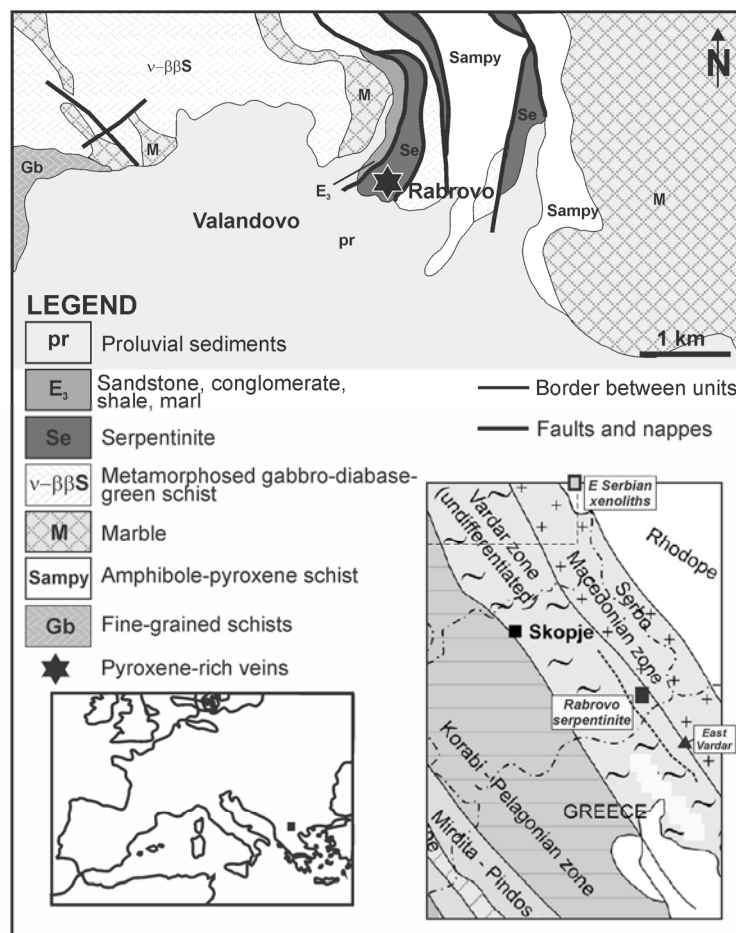 Gb
ν–ββS
M
Sampy
N
M
Se
Se
M
Gb
E₃
Rabrovo
Sampy
M
Valandovo
pr
LEGEND
1 km
pr Proluvial sediments
E₃ Sandstone, conglomerate,
shale, marl
Border between units
Se Serpentinite
Faults and nappes
ν–ββS Metamorphosed gabbro-diabase-
green schist
M Marble
Sampy Amphibole-pyroxene schist
Gb Fine-grained schists
Pyroxene-rich veins
E Serbian
xenoliths
Vardar zone
(undifferentiated)
Rhodope
Serbo
Macedonian zone
Skopje
Rabrovo
serpentinite
East
Vardar
Korabi - Pelagonian zone
GREECE
Mirdita - Pindos